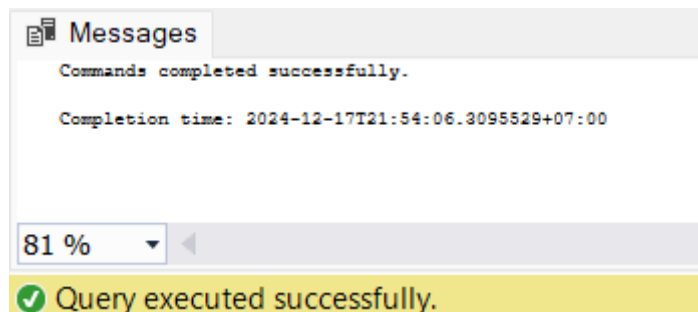 Messages
Commands completed successfully.
Completion time: 2024-12-17T21:54:06.3095529+07:00
81 %
Query executed successfully.